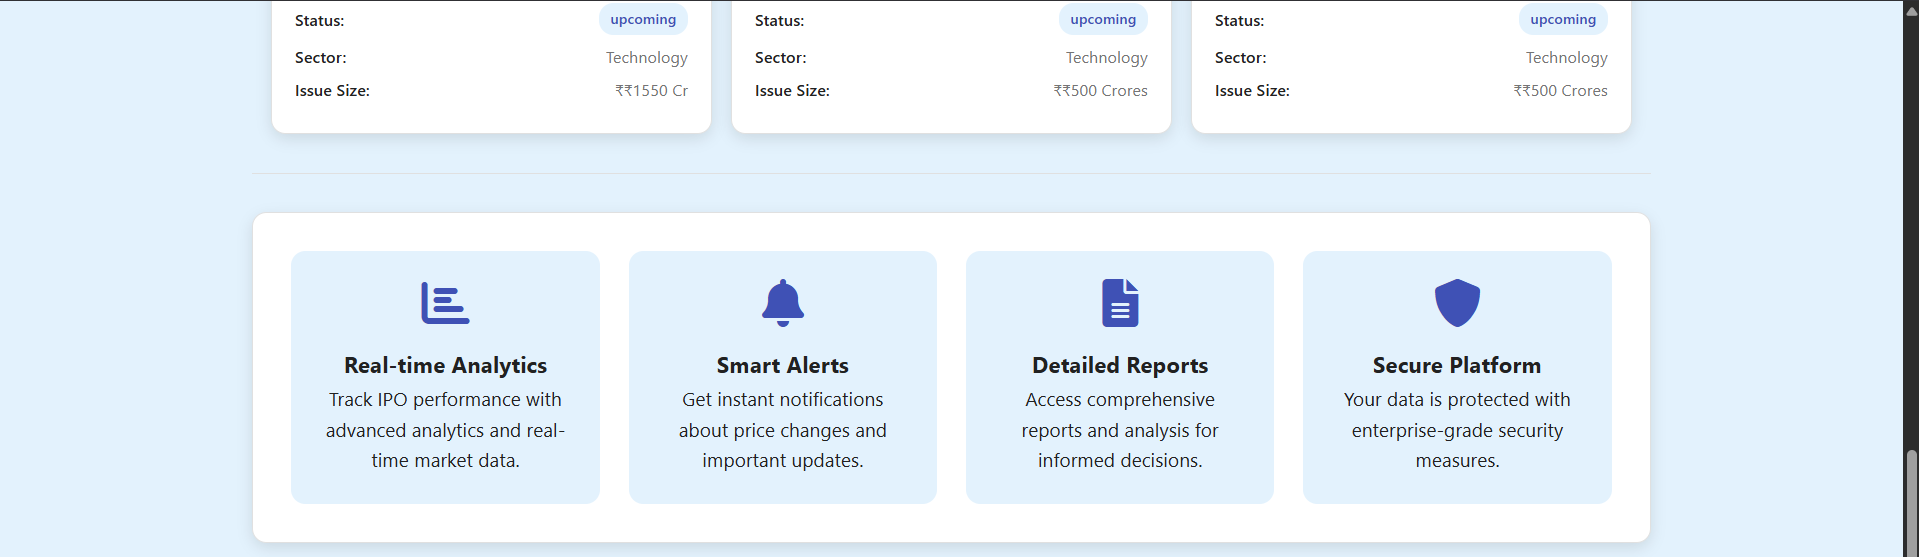 Status: upcoming Status: upcoming Status: upcoming
Sector: Technology Sector: Technology Sector: Technology
Issue Size: ₹₹1550 Cr Issue Size: ₹₹500 Crores Issue Size: ₹₹500 Crores
Real-time Analytics
Track IPO performance with
advanced analytics and real-
time market data.
Smart Alerts
Get instant notifications
about price changes and
important updates.
Detailed Reports
Access comprehensive
reports and analysis for
informed decisions.
Secure Platform
Your data is protected with
enterprise-grade security
measures.